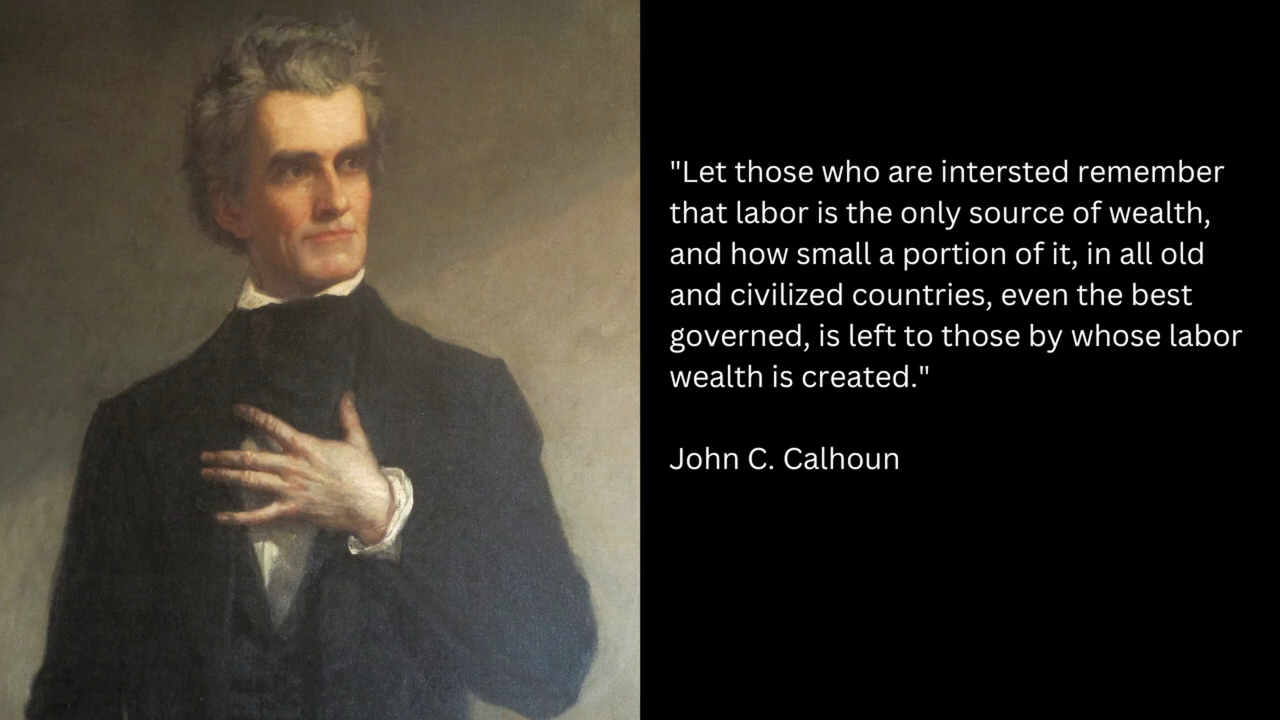 "Let those who are intersted remember
that labor is the only source of wealth,
and how small a portion of it, in all old
and civilized countries, even the best
governed, is left to those by whose labor
wealth is created."
John C. Calhoun